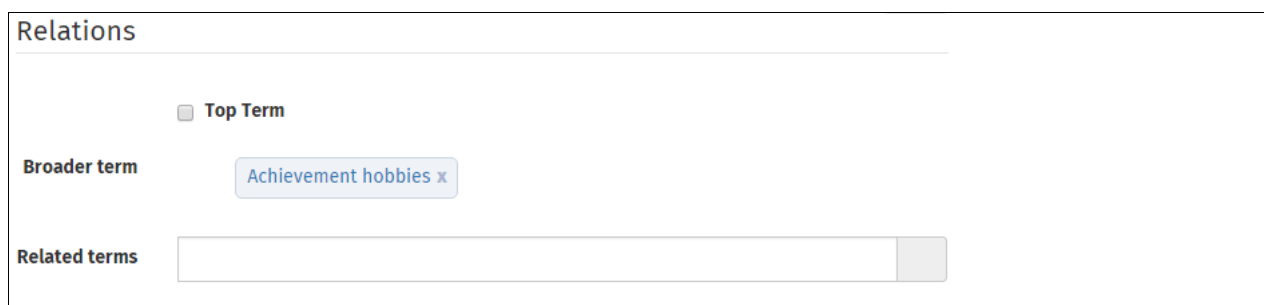 Relations
Top Term
Broader term
Achievement hobbies x
Related terms